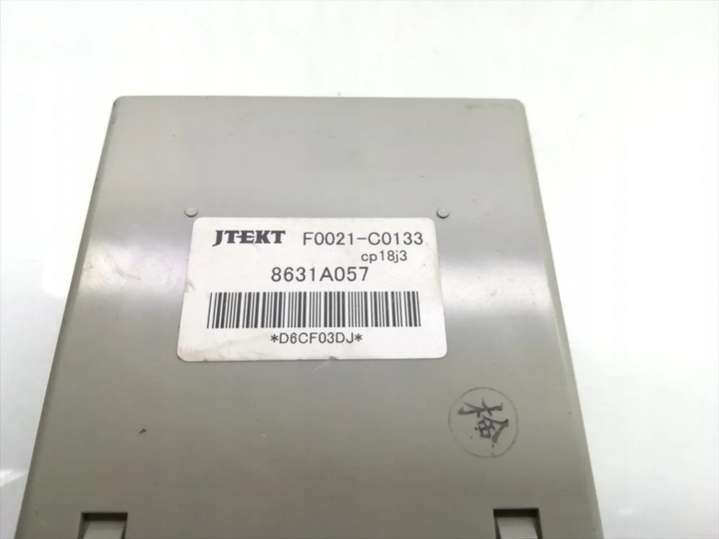 JTEKT F0021-C0133
cp18j3
8631A057
*D6CF03DJ*
検